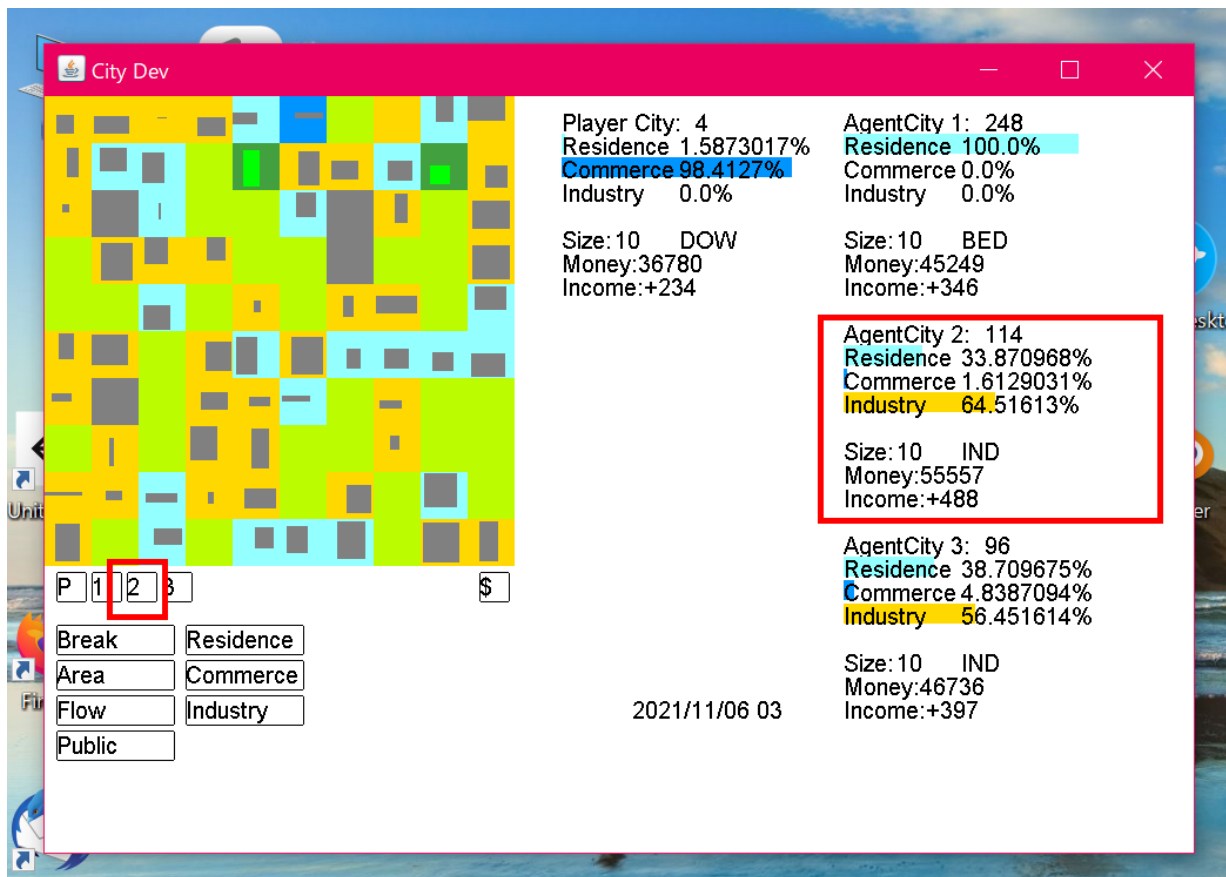 City Dev
Player City: 4
Residence 1.5873017%
Commerce 98.4127%
Industry 0.0%
Size:10 DOW
Money:36780
Income:+234
AgentCity 1: 248
Residence 100.0%
Commerce 0.0%
Industry 0.0%
Size:10 BED
Money:45249
Income:+346
AgentCity 2: 114
Residence 33.870968%
Commerce 1.6129031%
Industry 64.51613%
Size:10 IND
Money:55557
Income:+488
AgentCity 3: 96
Residence 38.709675%
Commerce 4.8387094%
Industry 56.451614%
Size:10 IND
Money:46736
Income:+397
P 1 2 3 $
Break Residence
Area Commerce
Flow Industry
Public
2021/11/06 03